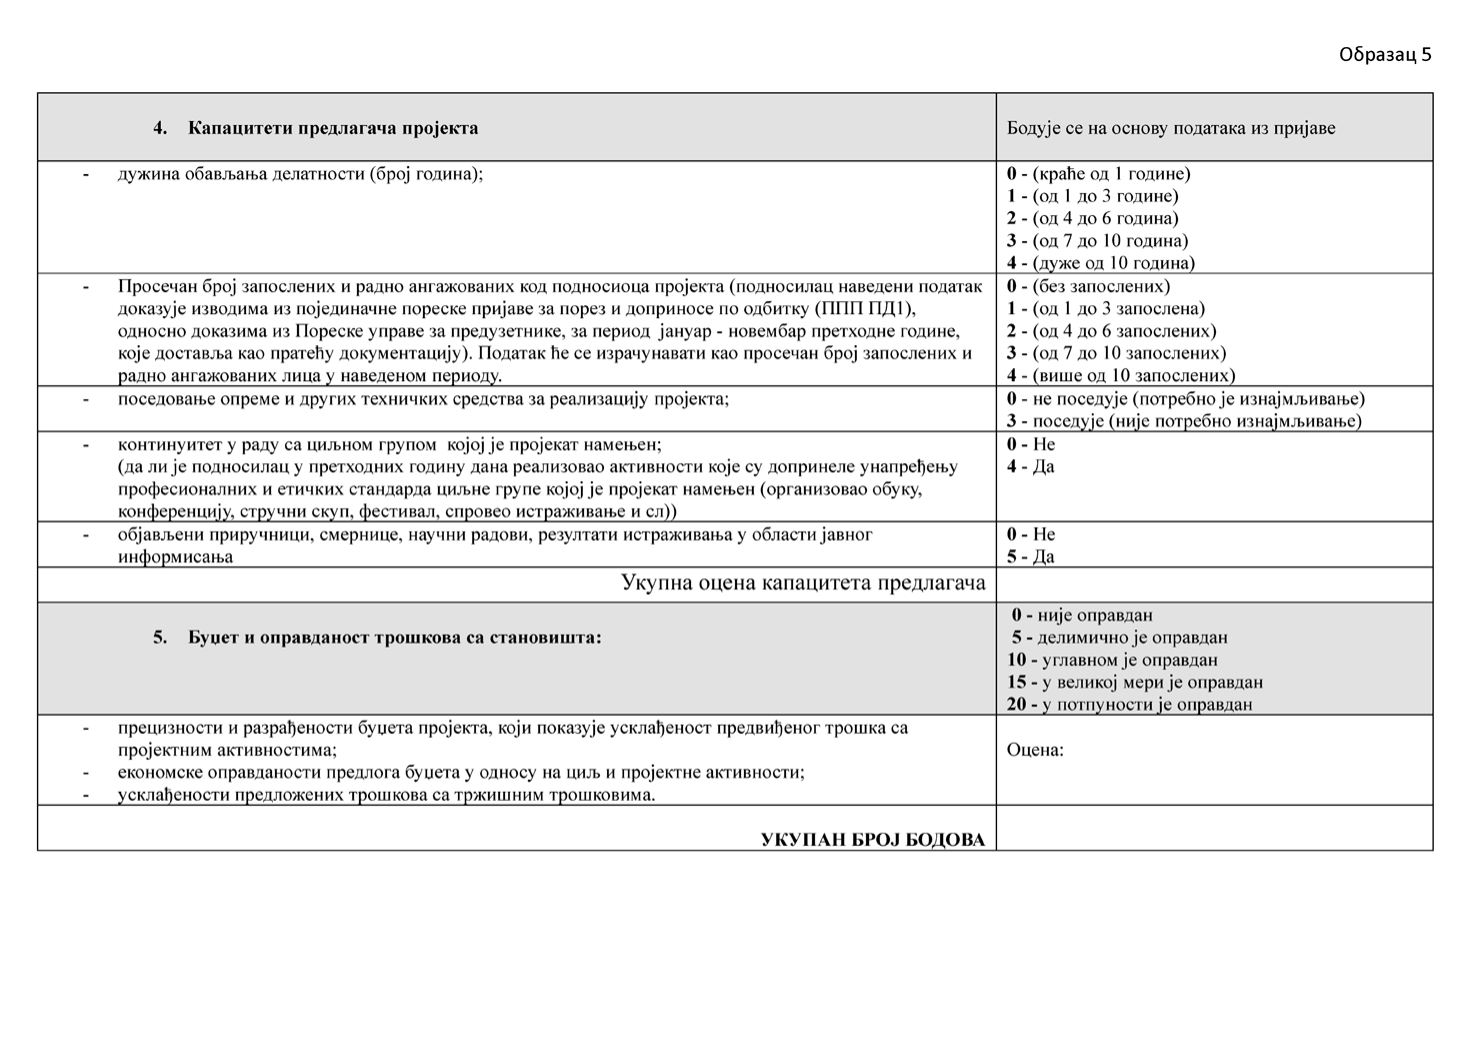 Образац 5
4. Капацитети предлагача пројекта
Бодује се на основу података из пријаве
- дужина обављања делатности (број година);
0 - (краће од 1 године)
1 - (од 1 до 3 године)
2 - (од 4 до 6 година)
3 - (од 7 до 10 година)
4 - (дуже од 10 година)
- Просечан број запослених и радно ангажованих код подносиоца пројекта (подносилац наведени податак
доказује изводима из појединачне пореске пријаве за порез и доприносе по одбитку (ППП ПД1),
односно доказима из Пореске управе за предузетнике, за период јануар - новембар претходне године,
које доставља као пратећу документацију). Податак ће се израчунавати као просечан број запослених и
радно ангажованих лица у наведеном периоду.
0 - (без запослених)
1 - (од 1 до 3 запослена)
2 - (од 4 до 6 запослених)
3 - (од 7 до 10 запослених)
4 - (више од 10 запослених)
- поседовање опреме и других техничких средства за реализацију пројекта;
0 - не поседује (потребно је изнајмљивање)
3 - поседује (није потребно изнајмљивање)
- континуитет у раду са циљном групом којој је пројекат намењен;
(да ли је подносилац у претходних годину дана реализовао активности које су допринеле унапређењу
професионалних и етичких стандарда циљне групе којој је пројекат намењен (организовао обуку,
конференцију, стручни скуп, фестивал, спровео истраживање и сл))
0 - Не
4 - Да
- објављени приручници, смернице, научни радови, резултати истраживања у области јавног
информисања
0 - Не
5 - Да
Укупна оцена капацитета предлагача
5. Буџет и оправданост трошкова са становишта:
0 - није оправдан
5 - делимично је оправдан
10 - углавном је оправдан
15 - у великој мери је оправдан
20 - у потпуности је оправдан
- прецизности и разрађености буџета пројекта, који показује усклађеност предвиђеног трошка са
пројектним активностима;
- економске оправданости предлога буџета у односу на циљ и пројектне активности;
- усклађености предложених трошкова са тржишним трошковима.
Оцена:
УКУПАН БРОЈ БОДОВА